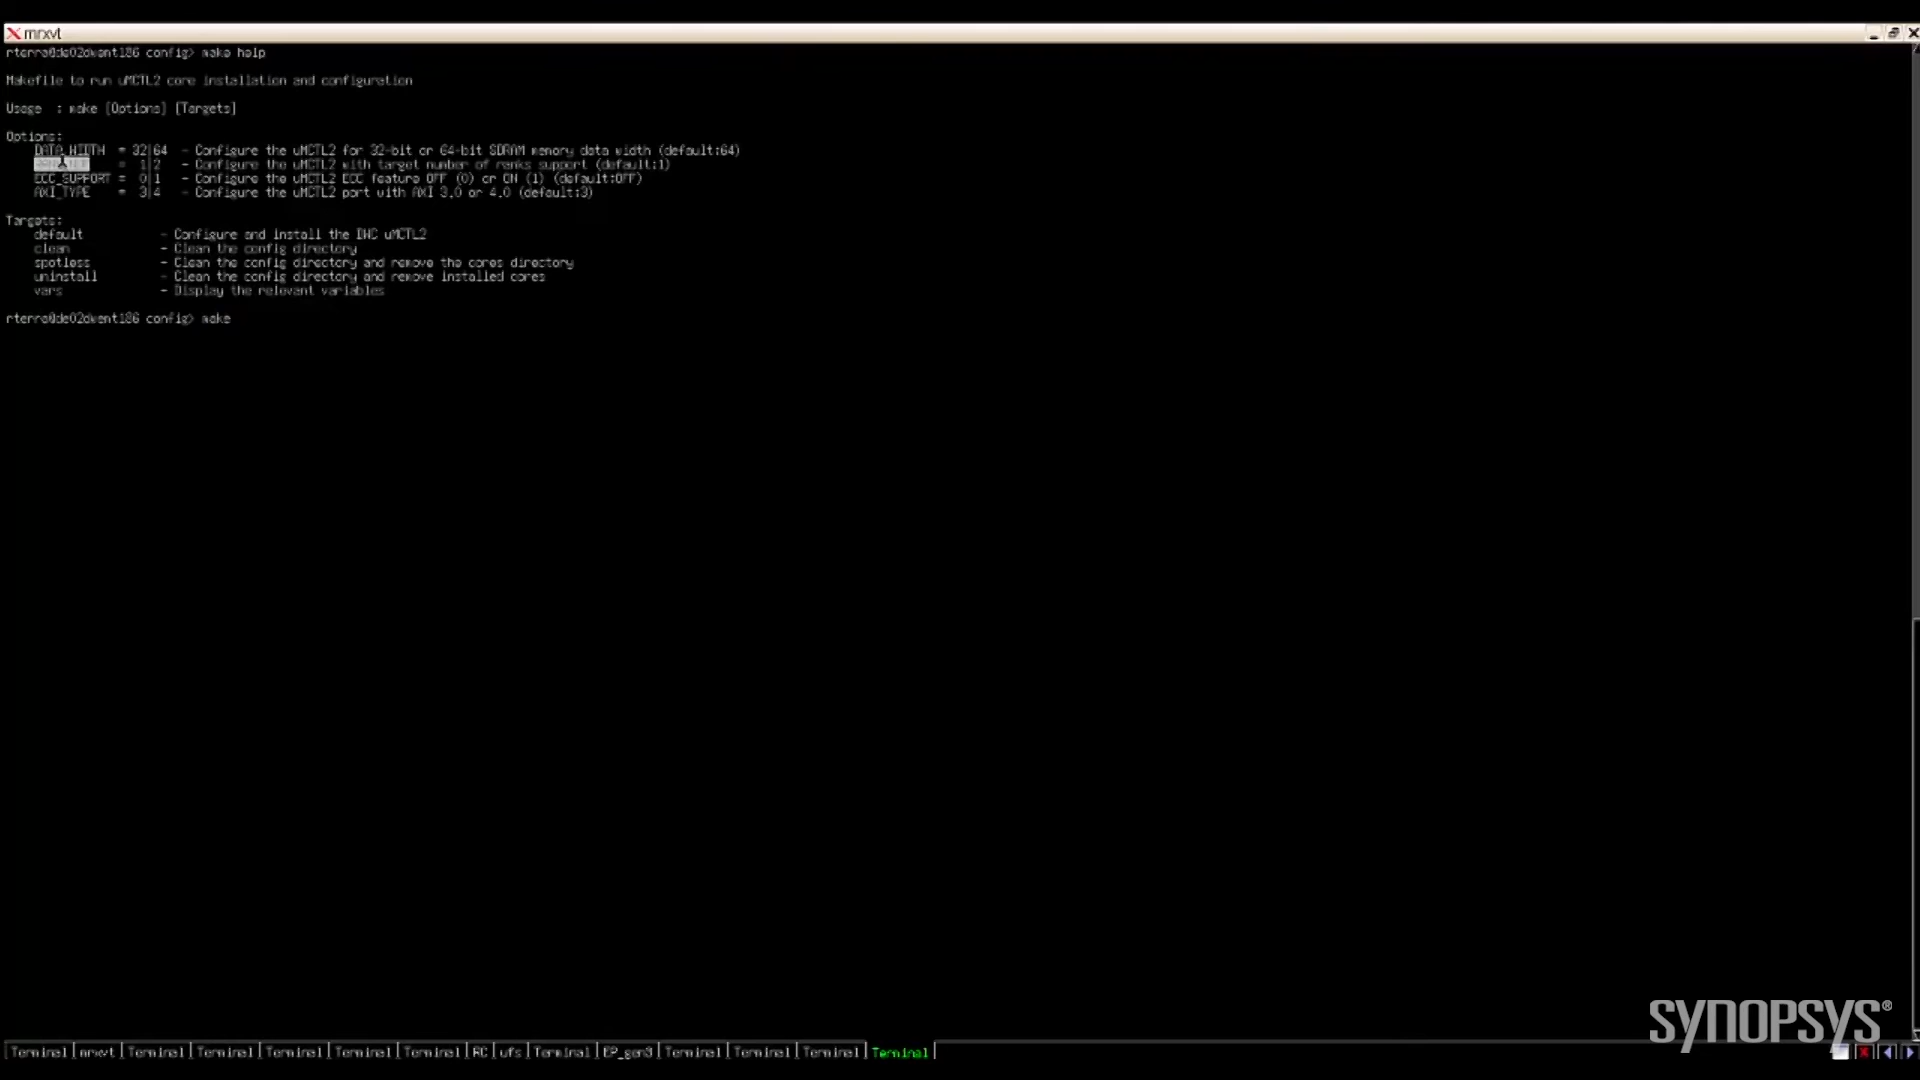 mrxvt
rterra@de02dwent186 config> make help
Makefile to run uMCTL2 core installation and configuration
Usage : make [Options] [Targets]
Options:
DATA_WIDTH = 32|64 - Configure the uMCTL2 for 32-bit or 64-bit SDRAM memory data width (default:64)
= 1|2 - Configure the uMCTL2 with target number of ranks support (default:1)
ECC_SUPPORT = 0|1 - Configure the uMCTL2 ECC feature OFF (0) or ON (1) (default:OFF)
AXI_TYPE = 3|4 - Configure the uMCTL2 port with AXI 3.0 or 4.0 (default:3)
Targets:
default - Configure and install the DWC uMCTL2
clean - Clean the config directory
spotless - Clean the config directory and remove the cores directory
uninstall - Clean the config directory and remove installed cores
vars - Display the relevant variables
rterra@de02dwent186 config> make
SYNOPSYS®
Terminal mrxvt Terminal Terminal Terminal Terminal Terminal RC ufs Terminal EP_gen3 Terminal Terminal Terminal Terminal